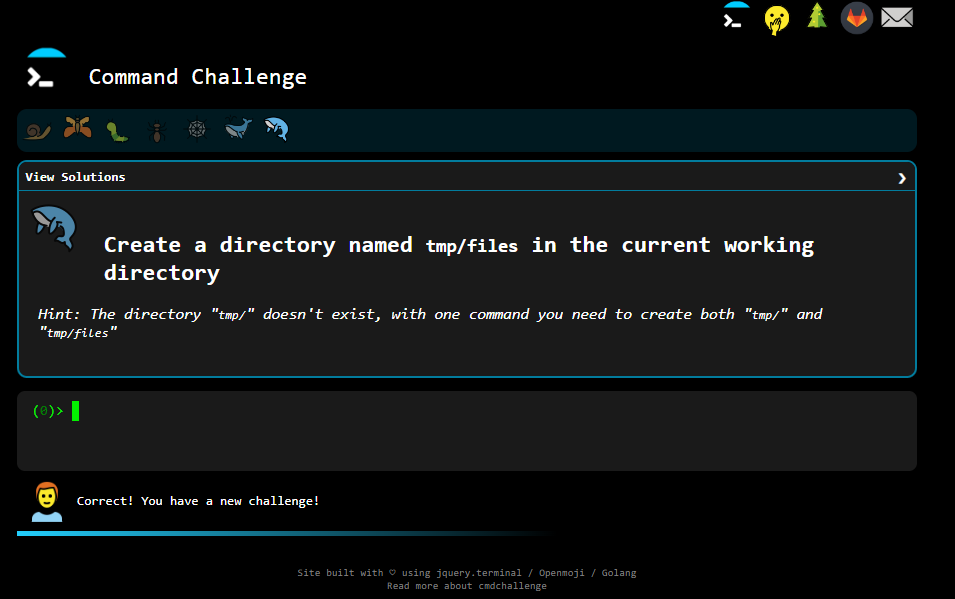 Command Challenge
View Solutions
Create a directory named tmp/files in the current working
directory
Hint: The directory "tmp/" doesn't exist, with one command you need to create both "tmp/" and
"tmp/files"
(0)>
Correct! You have a new challenge!
Site built with ♡ using jquery.terminal / Openmoji / Golang
Read more about cmdchallenge